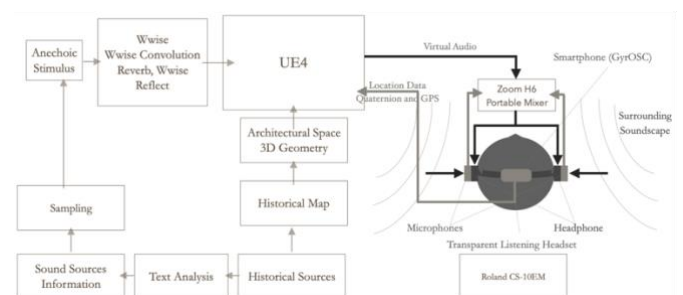 Anechoic
Stimulus
Wwise
Wwise Convolution
Reverb, Wwise
Reflect
UE4
Virtual Audio
Smartphone (GyrOSC)
Location Data
Quaternion and GPS
Zoom H6
Portable Mixer
Surrounding
Soundscape
Architectural Space
3D Geometry
Sampling
Historical Map
Microphones
Headphone
Transparent Listening Headset
Sound Sources
Information
Text Analysis
Historical Sources
Roland CS-10EM